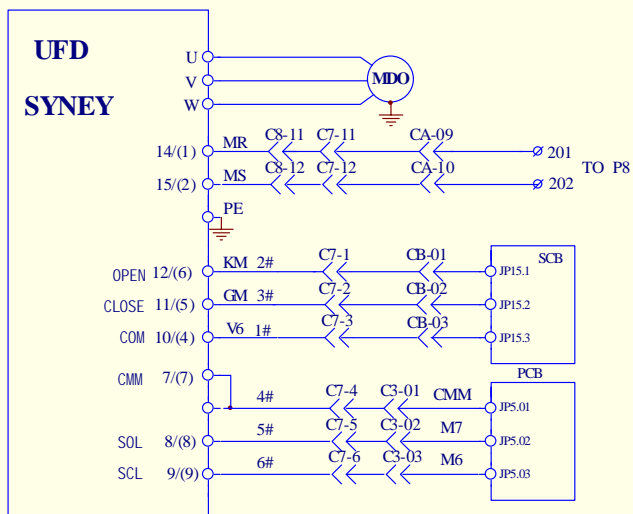 UFD
SYNEY
U
V
W
MDO
14/(1) MR C8-11 C7-11 CA-09 201
TO P8
15/(2) MS C8-12 C7-12 CA-10 202
PE
OPEN 12/(6) KM 2# C7-1 CB-01 JP15.1 SCB
CLOSE 11/(5) GM 3# C7-2 CB-02 JP15.2
COM 10/(4) V6 1# C7-3 CB-03 JP15.3
CMM 7/(7) PCB
4# C7-4 C3-01 CMM JP5.01
SOL 8/(8) 5# C7-5 C3-02 M7 JP5.02
SCL 9/(9) 6# C7-6 C3-03 M6 JP5.03